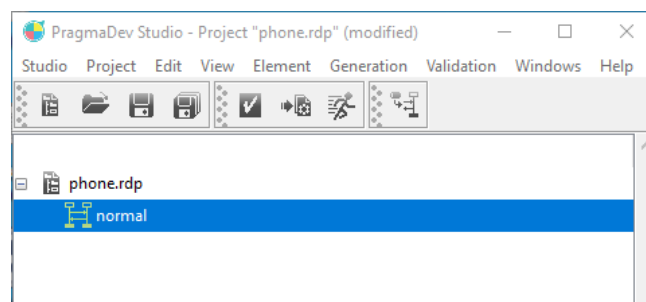 PragmaDev Studio - Project "phone.rdp" (modified)
Studio Project Edit View Element Generation Validation Windows Help
phone.rdp
normal